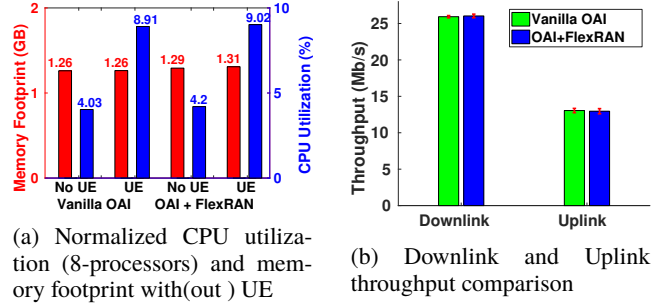 Memory Footprint (GB)
2
1
0
1.26
4.03
1.26
8.91
1.29
4.2
1.31
9.02
10
5
0
CPU Utilization (%)
No UE UE No UE UE
Vanilla OAI OAI + FlexRAN
(a) Normalized CPU utiliza-
tion (8-processors) and mem-
ory footprint with(out ) UE
Throughput (Mb/s)
25
20
15
10
5
0
Vanilla OAI
OAI+FlexRAN
Downlink Uplink
(b) Downlink and Uplink
throughput comparison